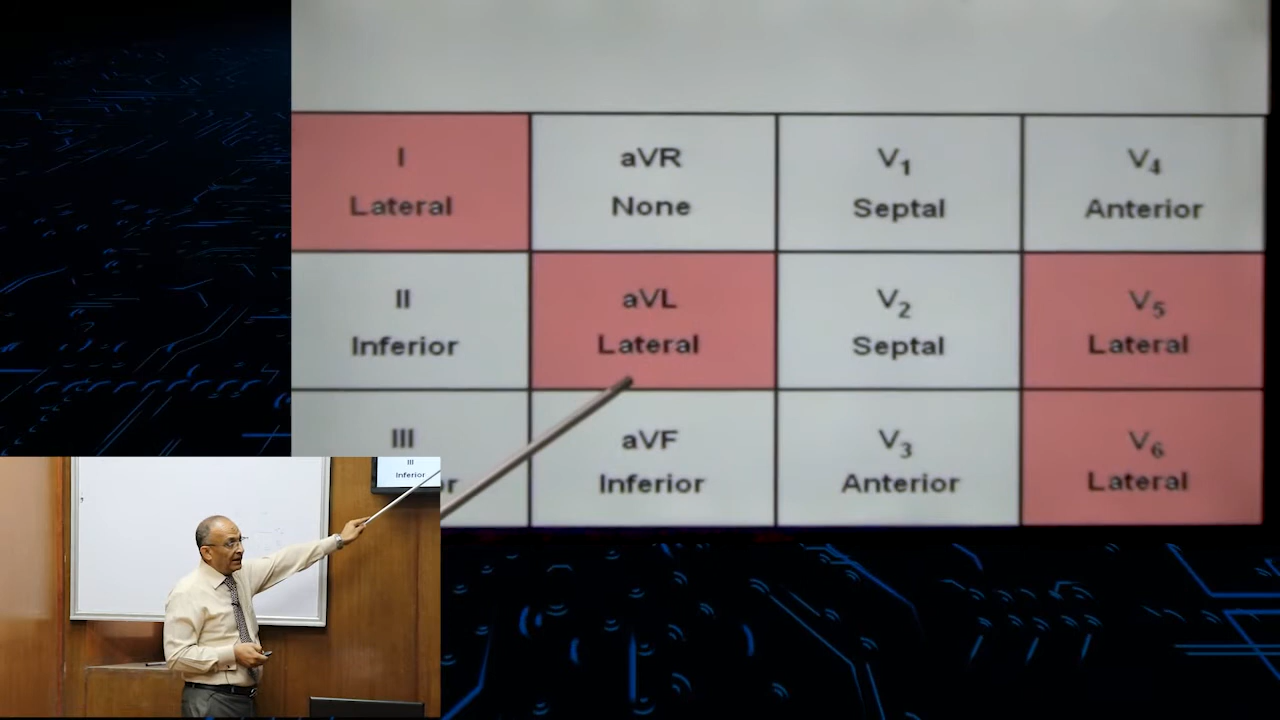 I
Lateral
aVR
None
V1
Septal
V4
Anterior
II
Inferior
aVL
Lateral
V2
Septal
V5
Lateral
III
aVF
Inferior
V3
Anterior
V6
Lateral
III
Inferior